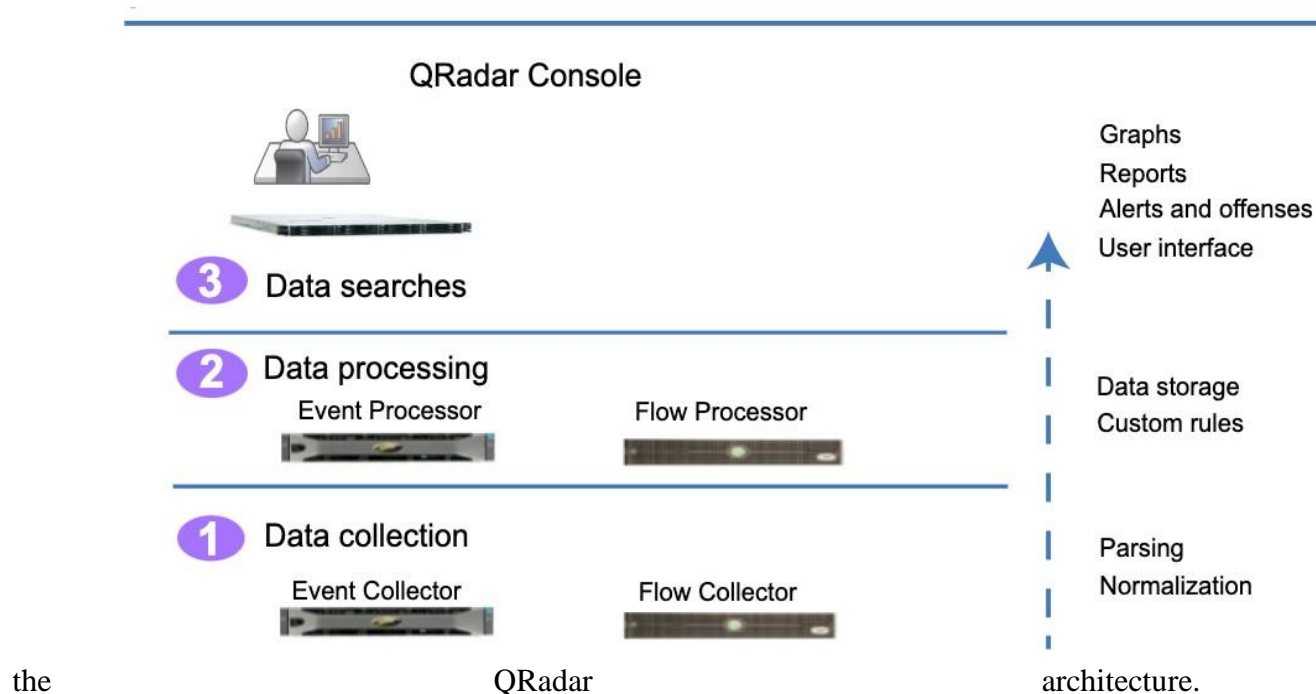 QRadar Console
Graphs
Reports
Alerts and offenses
User interface
3 Data searches
2 Data processing
Event Processor Flow Processor
Data storage
Custom rules
1 Data collection
Event Collector Flow Collector
Parsing
Normalization
the QRadar architecture.